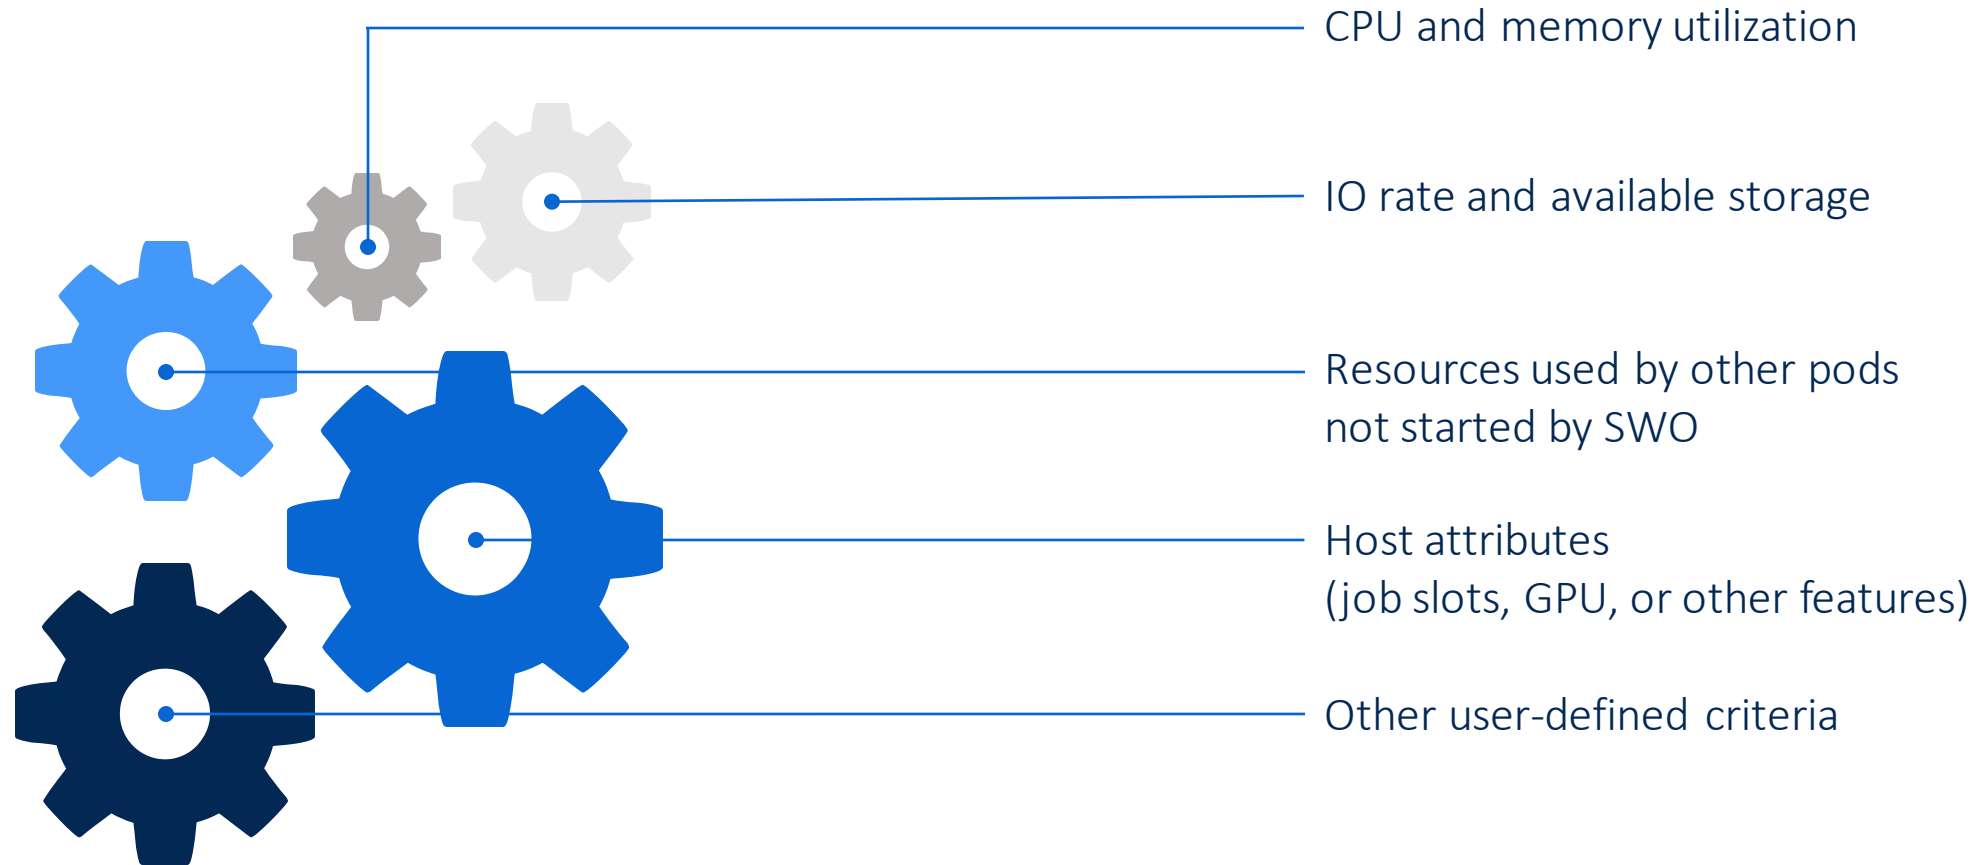 CPU and memory utilization
IO rate and available storage
Resources used by other pods
not started by SWO
Host attributes
(job slots, GPU, or other features)
Other user-defined criteria